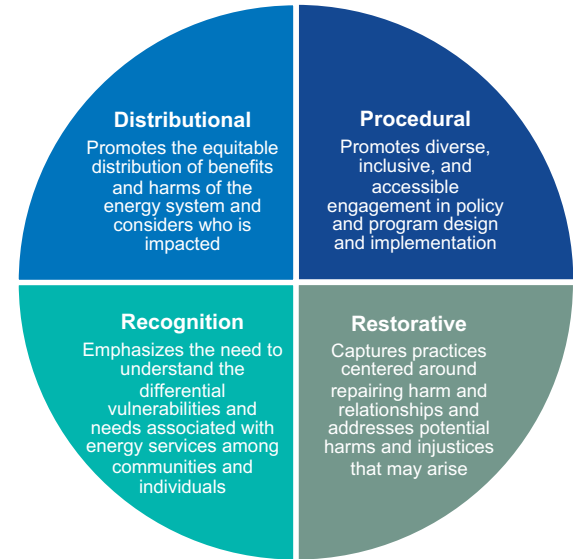 Distributional
Promotes the equitable
distribution of benefits
and harms of the
energy system and
considers who is
impacted
Procedural
Promotes diverse,
inclusive, and
accessible
engagement in policy
and program design
and implementation
Recognition
Emphasizes the need to
understand the
differential
vulnerabilities and
needs associated with
energy services among
communities and
individuals
Restorative
Captures practices
centered around
repairing harm and
relationships and
addresses potential
harms and injustices
that may arise